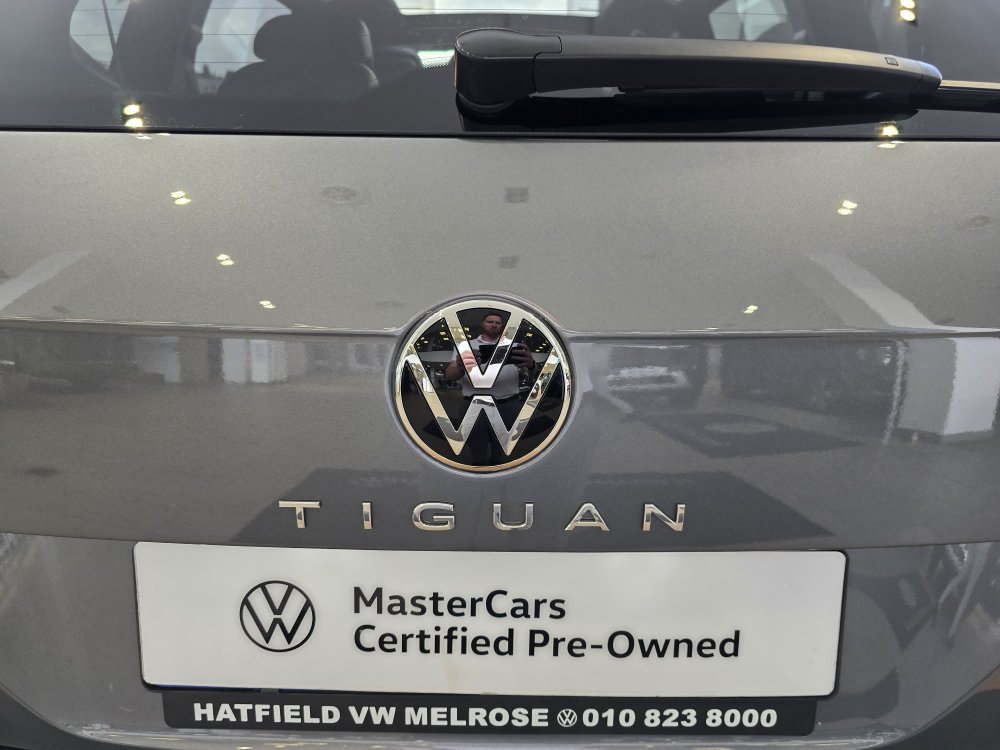 TIGUAN
MasterCars
Certified Pre-Owned
HATFIELD VW MELROSE 010 823 8000